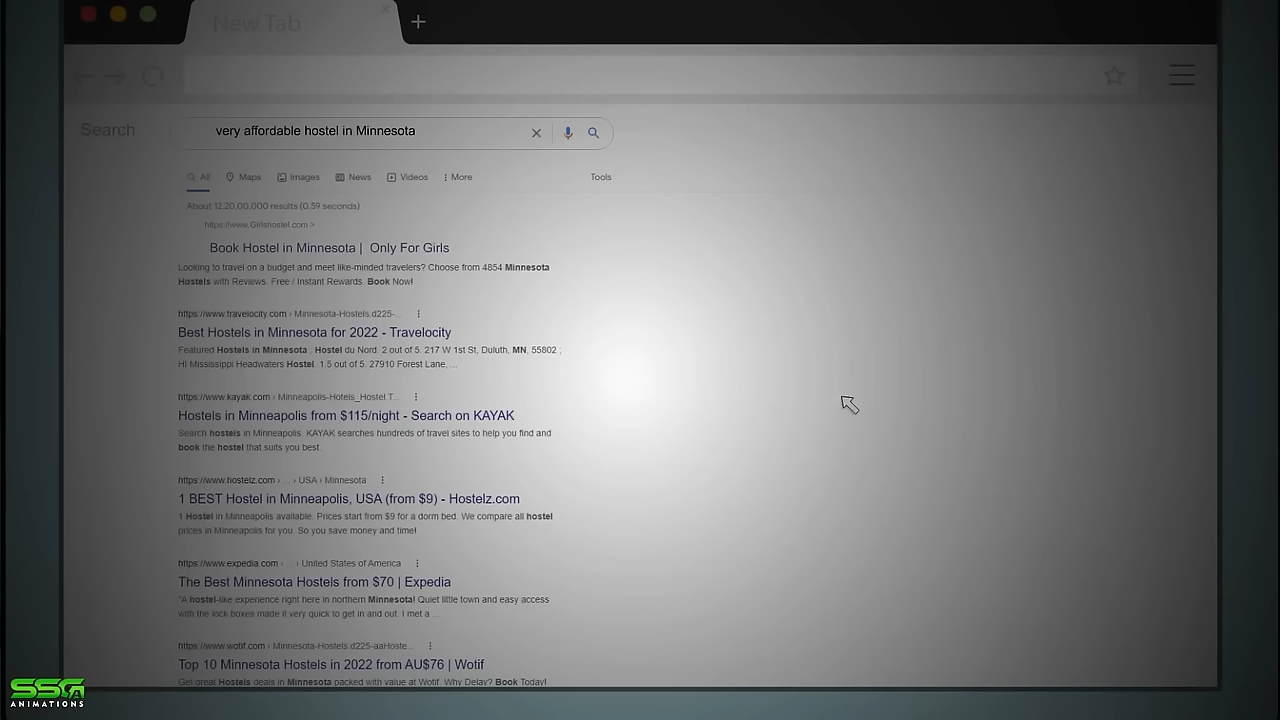 New Tab
Search
very affordable hostel in Minnesota
All Maps Images News Videos More Tools
About 12,20,00,000 results (0.59 seconds)
https://www.Girlshostel.com >
Book Hostel in Minnesota | Only For Girls
Looking to travel on a budget and meet like-minded travelers? Choose from 4854 Minnesota
Hostels with Reviews. Free / Instant Rewards. Book Now!
https://www.travelocity.com › Minnesota-Hostels.d225-...
Best Hostels in Minnesota for 2022 - Travelocity
Featured Hostels in Minnesota ; Hostel du Nord. 2 out of 5. 217 W 1st St, Duluth, MN, 55802 ;
HI Mississippi Headwaters Hostel. 1.5 out of 5. 27910 Forest Lane, ...
https://www.kayak.com › Minneapolis-Hotels_Hostel T...
Hostels in Minneapolis from $115/night - Search on KAYAK
Search hostels in Minneapolis. KAYAK searches hundreds of travel sites to help you find and
book the hostel that suits you best.
https://www.hostelz.com › ... › USA › Minnesota
1 BEST Hostel in Minneapolis, USA (from $9) - Hostelz.com
1 Hostel in Minneapolis available. Prices start from $9 for a dorm bed. We compare all hostel
prices in Minneapolis for you. So you save money and time!
https://www.expedia.com › ... › United States of America
The Best Minnesota Hostels from $70 | Expedia
"A hostel-like experience right here in northern Minnesota! Quiet little town and easy access
with the lock boxes made it very quick to get in and out. I met a ...
https://www.wotif.com › Minnesota-Hostels.d225-aaHoste...
Top 10 Minnesota Hostels in 2022 from AU$76 | Wotif
Get great Hostels deals in Minnesota packed with value at Wotif. Why Delay? Book Today!
SSG A
ANIMATIONS